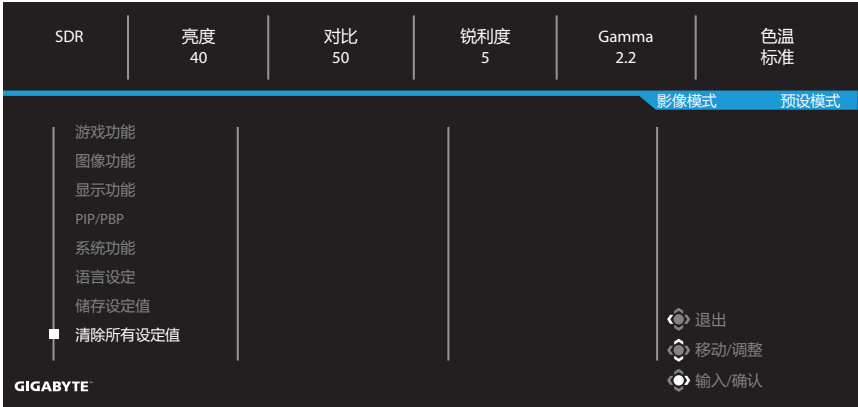 SDR
亮度
40
对比
50
锐利度
5
Gamma
2.2
色温
标准
影像模式 预设模式
游戏功能
图像功能
显示功能
PIP/PBP
系统功能
语言设定
储存设定值
清除所有设定值
退出
移动/调整
输入/确认
GIGABYTE™